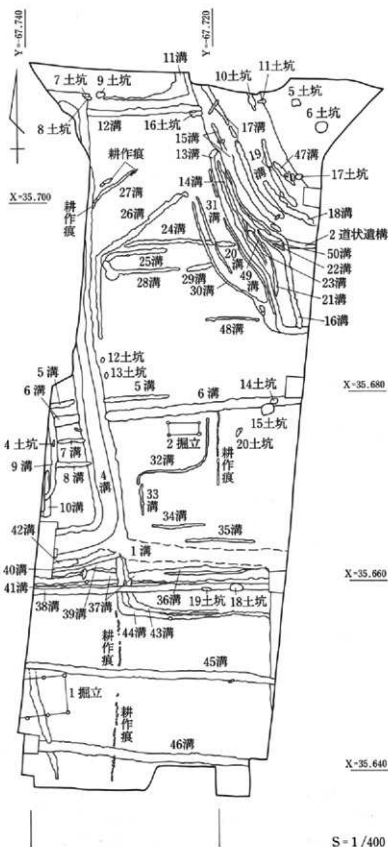 Y=-67.740
Y=-67.720
11溝
7土坑
9土坑
10土坑
11土坑
5土坑
6土坑
8土坑
12溝
16土坑
17溝
15溝
13溝
19溝
47溝
17土坑
耕作痕
14溝
27溝
X=35.700
26溝
耕作痕
31溝
18溝
24溝
2道状遺構
20溝
50溝
25溝
49溝
22溝
28溝
29溝
30溝
23溝
21溝
16溝
48溝
12土坑
13土坑
X=35.680
5溝
5溝
6溝
6溝
14土坑
15土坑
4土坑
2掘立
20土坑
9溝
7溝
8溝
4溝
32溝
耕作痕
10溝
33溝
34溝
35溝
42溝
1溝
40溝
X=35.660
41溝
38溝
39溝
37溝
36溝
19土坑
18土坑
44溝
43溝
耕作痕
45溝
1掘立
耕作痕
46溝
X=35.640
S=1/400